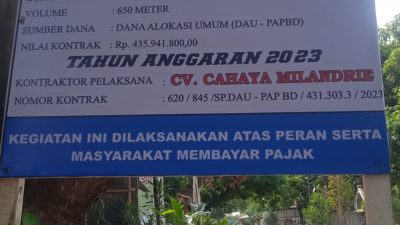 VOLUME : 650 METER
SUMBER DANA : DANA ALOKASI UMUM (DAU - PAPBD)
NILAI KONTRAK : Rp. 435.941.800,00
TAHUN ANGGARAN 2023
KONTRAKTOR PELAKSANA : CV. CAHAYA MILANDRIE
NOMOR KONTRAK : 620 / 845 /SP.DAU - PAP BD / 431.303.3 / 2023
KEGIATAN INI DILAKSANAKAN ATAS PERAN SERTA
MASYARAKAT MEMBAYAR PAJAK